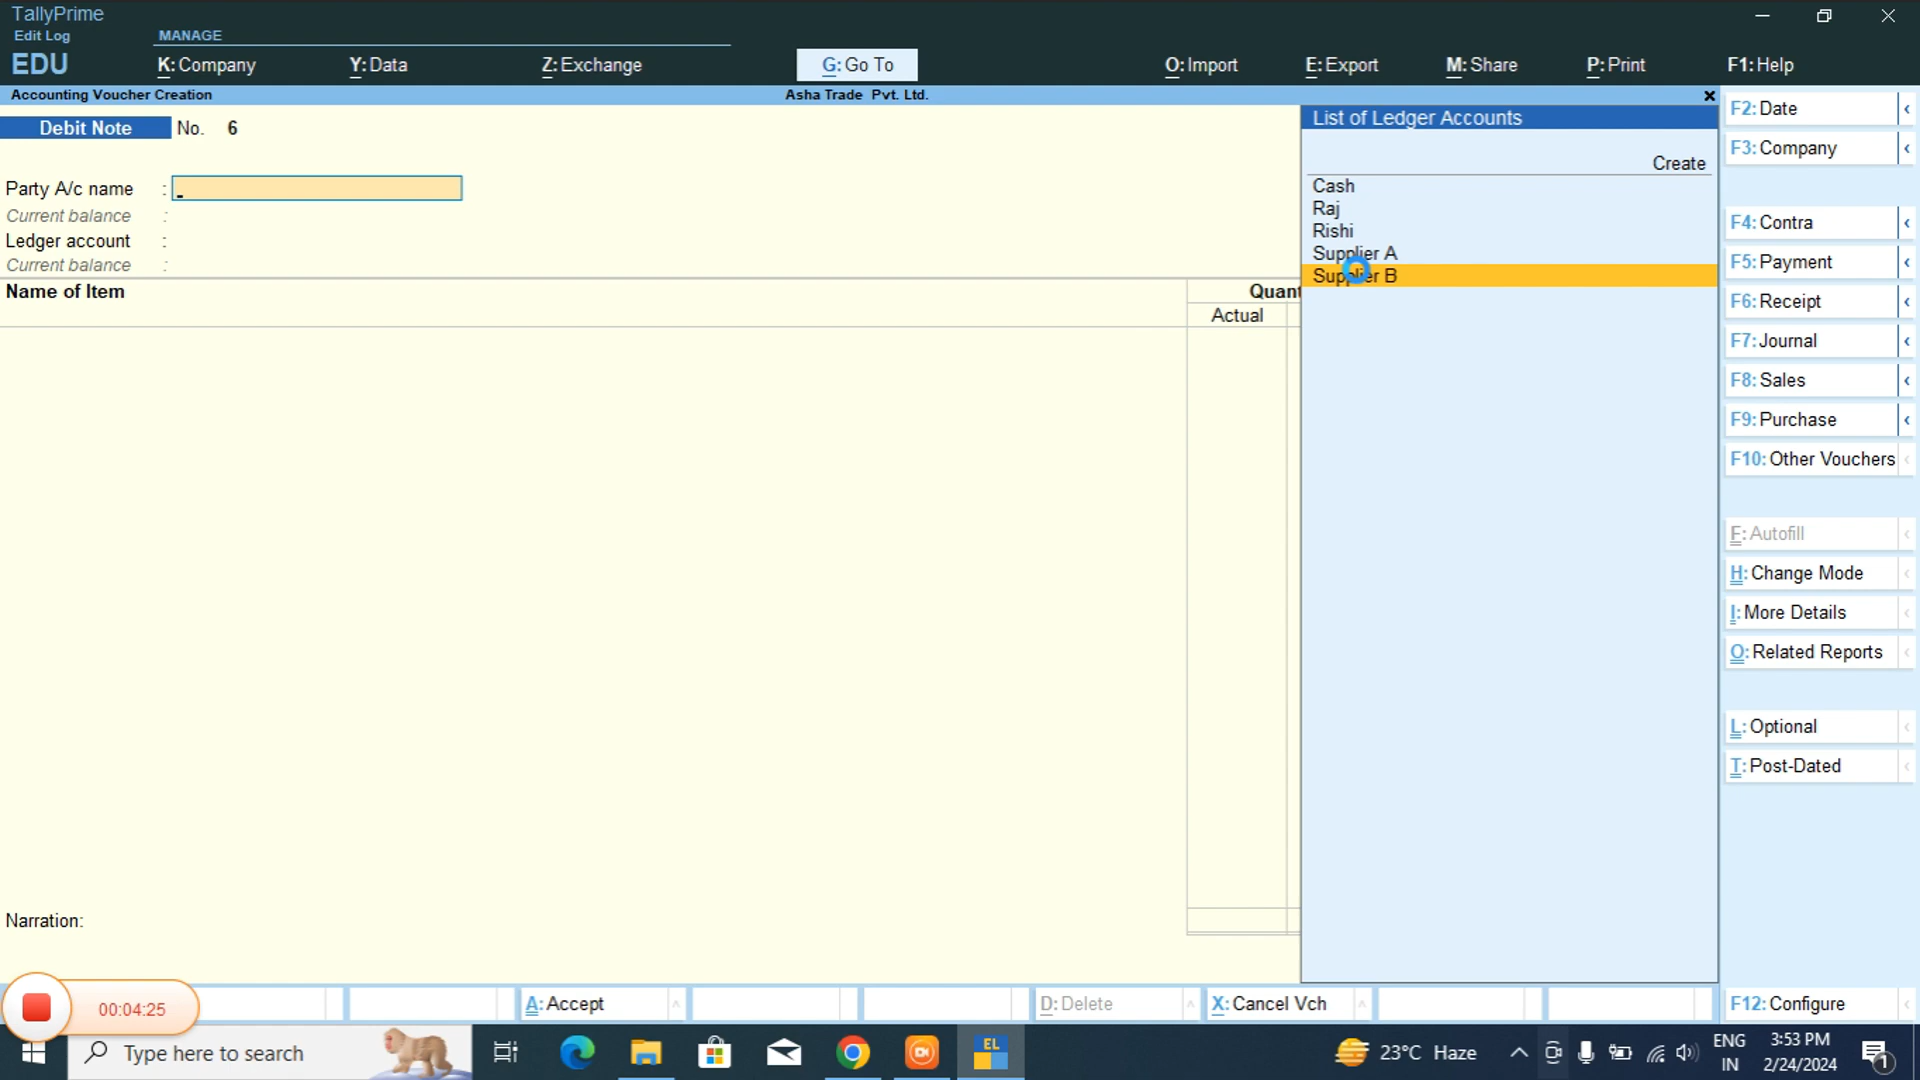 TallyPrime
Edit Log
MANAGE
EDU
K: Company
Y: Data
Z: Exchange
G: Go To
O: Import
E: Export
M: Share
P: Print
F1: Help
Accounting Voucher Creation
Asha Trade Pvt. Ltd.
Debit Note No. 6
Party A/c name :
Current balance :
Ledger account :
Current balance :
Name of Item
Quant
Actual
List of Ledger Accounts
Create
Cash
Raj
Rishi
Supplier A
Supplier B
F2: Date
F3: Company
F4: Contra
F5: Payment
F6: Receipt
F7: Journal
F8: Sales
F9: Purchase
F10: Other Vouchers
F: Autofill
H: Change Mode
I: More Details
O: Related Reports
L: Optional
T: Post-Dated
Narration:
00:04:25
A: Accept
D: Delete
X: Cancel Vch
F12: Configure
Type here to search
EL
23°C Haze
ENG
IN
3:53 PM
2/24/2024
1